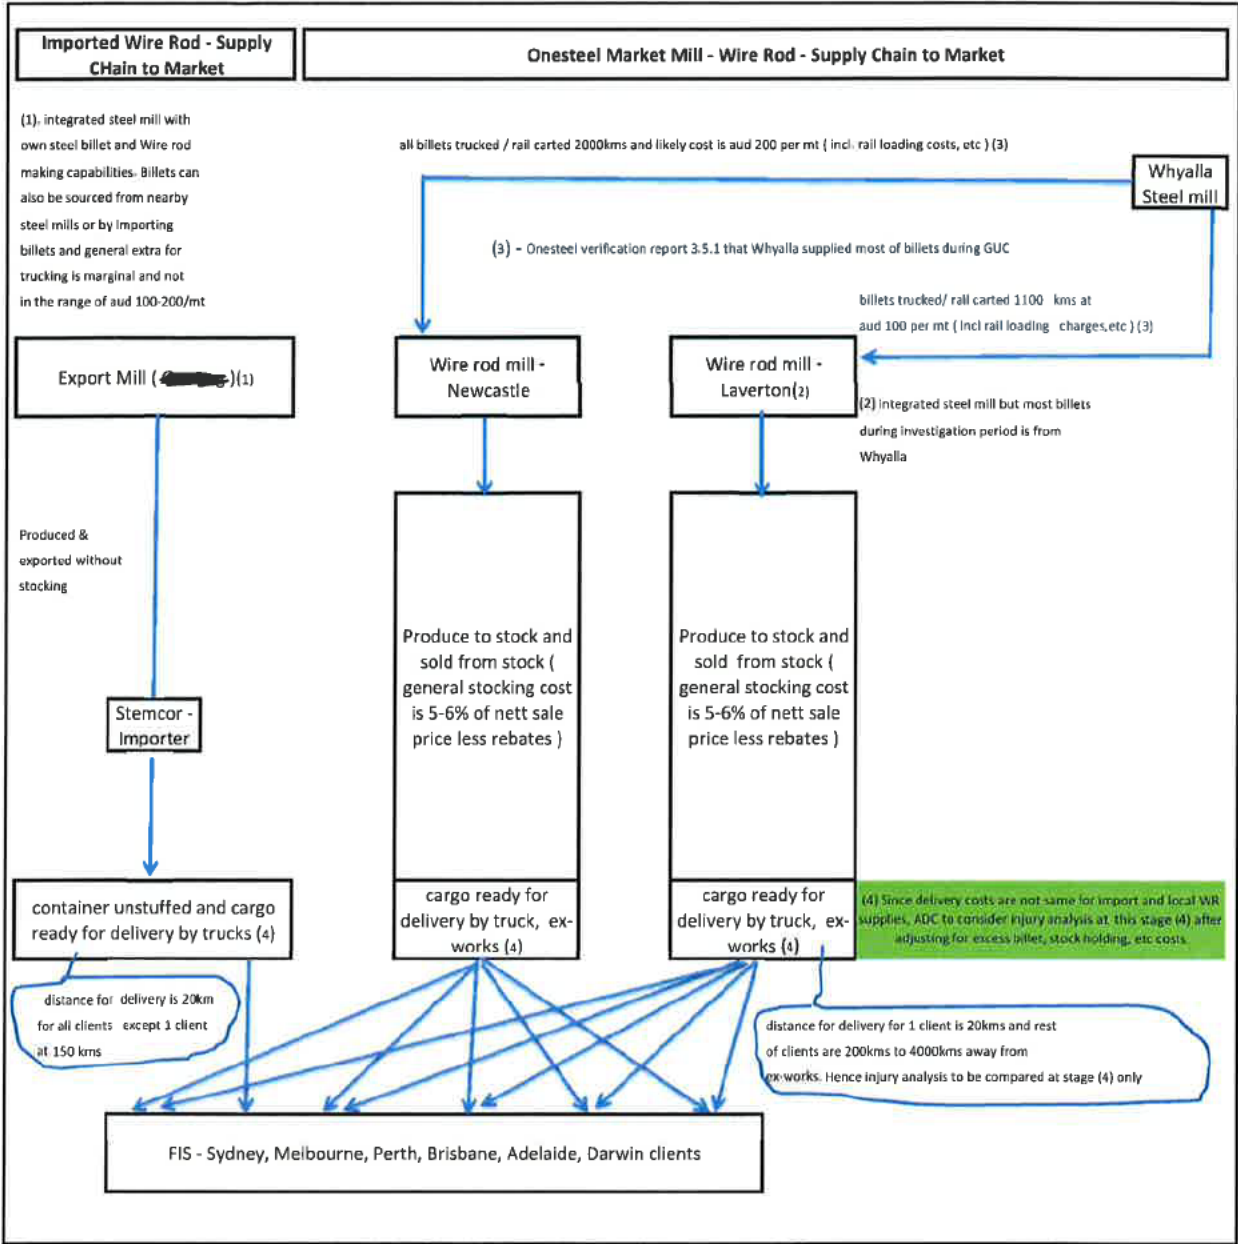 Imported Wire Rod - Supply
CHain to Market
Onesteel Market Mill - Wire Rod - Supply Chain to Market
(1). integrated steel mill with
own steel billet and Wire rod
making capabilities. Billets can
also be sourced from nearby
steel mills or by importing
billets and general extra for
trucking is marginal and not
in the range of aud 100-200/mt
all billets trucked / rail carted 2000kms and likely cost is aud 200 per mt ( incl. rail loading costs, etc ) (3)
Whyalla
Steel mill
(3) - Onesteel verification report 3.5.1 that Whyalla supplied most of billets during GUC
billets trucked/ rail carted 1100 kms at
aud 100 per mt ( incl rail loading charges,etc ) (3)
Export Mill ( )(1)
Wire rod mill -
Newcastle
Wire rod mill -
Laverton(2)
(2) integrated steel mill but most billets
during investigation period is from
Whyalla
Produced &
exported without
stocking
Produce to stock and
sold from stock (
general stocking cost
is 5-6% of nett sale
price less rebates )
Produce to stock and
sold from stock (
general stocking cost
is 5-6% of nett sale
price less rebates )
Stemcor -
Importer
container unstuffed and cargo
ready for delivery by trucks (4)
cargo ready for
delivery by truck, ex-
works (4)
cargo ready for
delivery by truck, ex-
works (4)
(4) Since delivery costs are not same for import and local WR
supplies, ADC to consider injury analysis at this stage (4) after
adjusting for excess billet, stock holding, etc costs
distance for delivery is 20km
for all clients except 1 client
at 150 kms
distance for delivery for 1 client is 20kms and rest
of clients are 200kms to 4000kms away from
ex-works. Hence injury analysis to be compared at stage (4) only
FIS - Sydney, Melbourne, Perth, Brisbane, Adelaide, Darwin clients